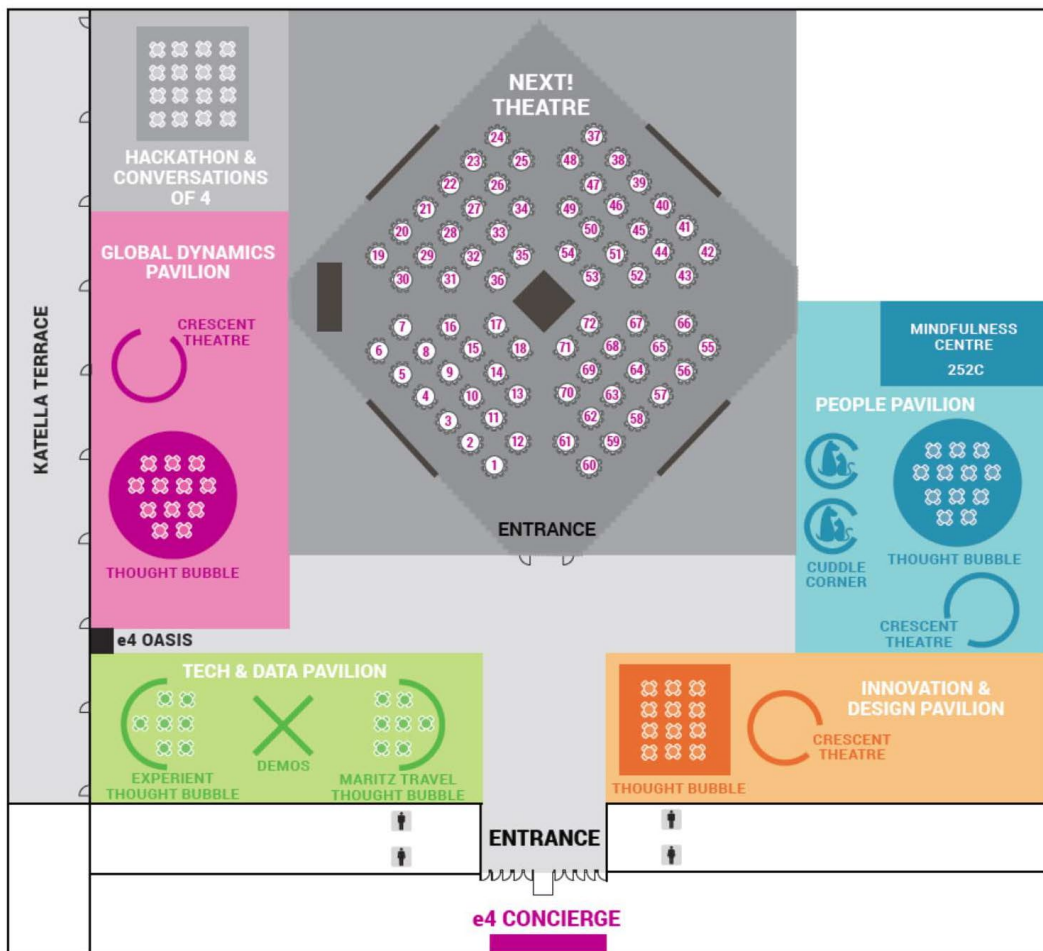 HACKATHON &
CONVERSATIONS
OF 4
NEXT!
THEATRE
24 37
23 25 48 38
22 26 47 39
21 27 34 49 46 40
20 28 33 50 45 41
19 29 32 35 54 51 44 42
30 31 36 53 52 43
7 16 17 72 67 66
6 8 15 18 71 68 65 55
5 9 14 69 64 56
4 10 13 70 63 57
3 11 62 58
2 12 61 59
1 60
ENTRANCE
KATELLA TERRACE
GLOBAL DYNAMICS
PAVILION
CRESCENT
THEATRE
THOUGHT BUBBLE
e4 OASIS
MINDFULNESS
CENTRE
252C
PEOPLE PAVILION
CUDDLE
CORNER
THOUGHT BUBBLE
CRESCENT
THEATRE
TECH & DATA PAVILION
EXPERIENT
THOUGHT BUBBLE
DEMOS
MARITZ TRAVEL
THOUGHT BUBBLE
INNOVATION &
DESIGN PAVILION
CRESCENT
THEATRE
THOUGHT BUBBLE
ENTRANCE
e4 CONCIERGE